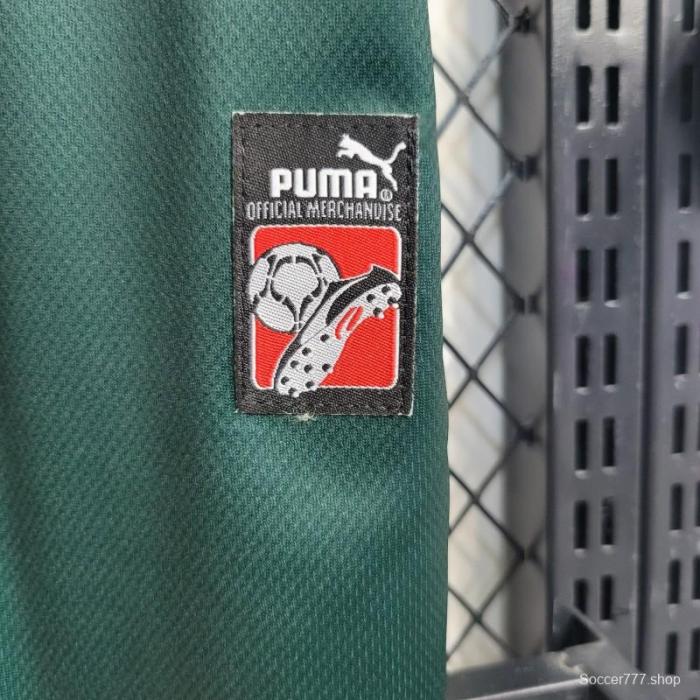 PUMA®
OFFICIAL MERCHANDISE
Soccer777.shop